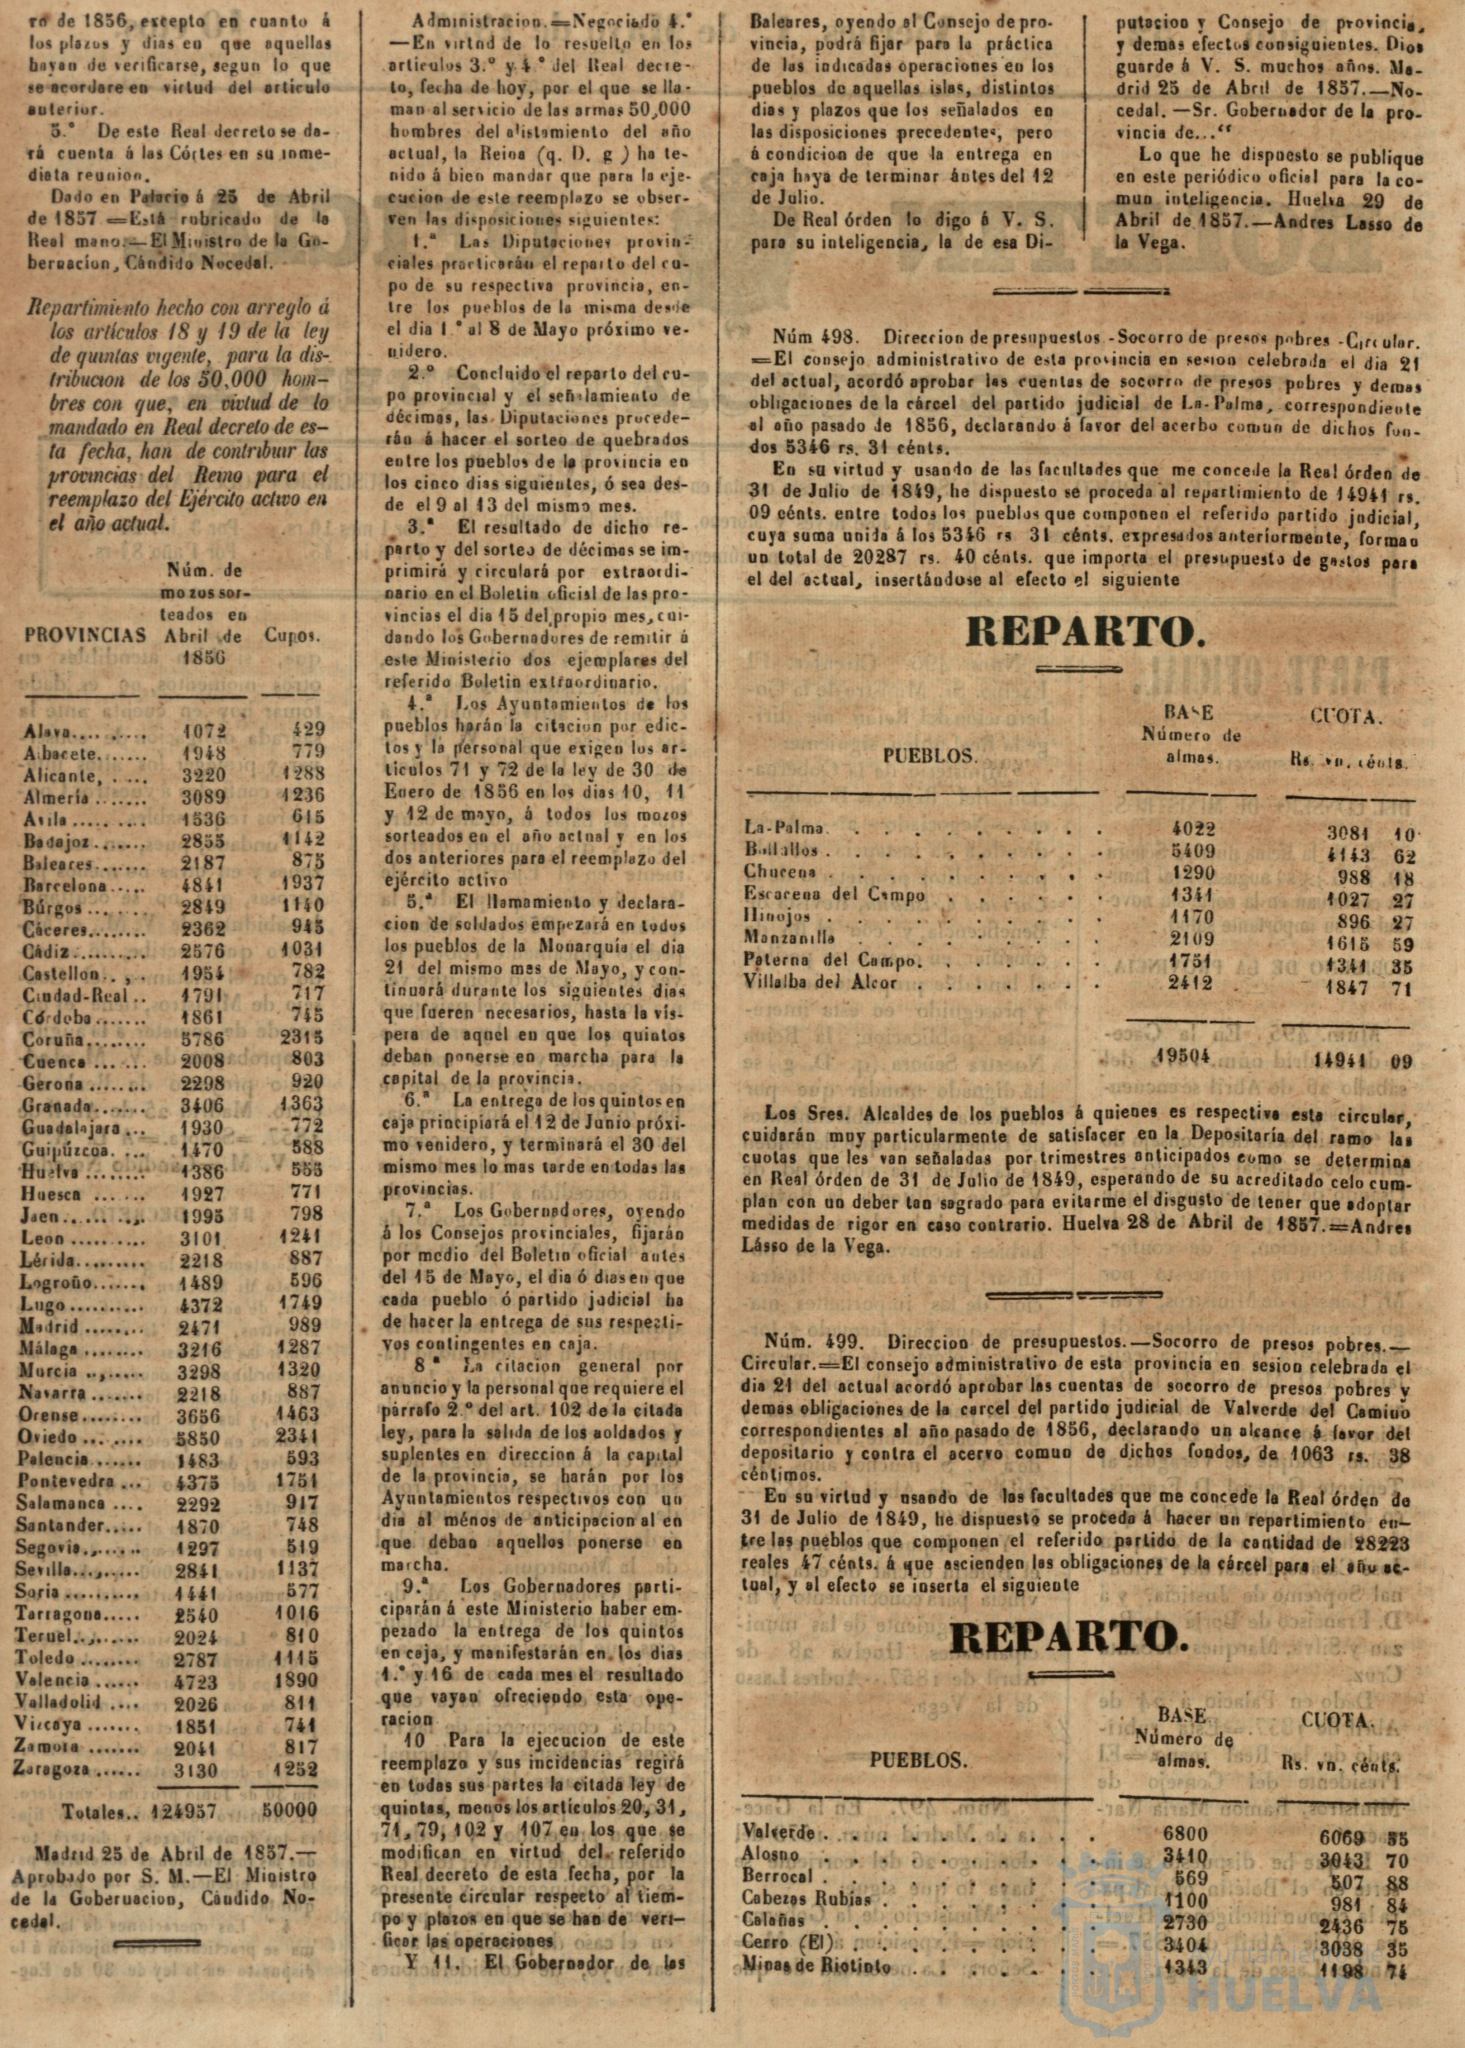 ro de 1856, excepto en cuanto á
los plazos y dias en que aquellas
hayan de verificarse, segun lo que
se acordare en virtud del artículo
anterior.
5.° De este Real decreto se da-
rá cuenta á las Córtes en su inme-
diata reunion.
Dado en Palacio á 25 de Abril
de 1857=Está rubricado de la
Real mano.—El Ministro de la Go-
bernacion, Cándido Nocedal.
Repartimiento hecho con arreglo á
los artículos 18 y 19 de la ley
de quintas vigente, para la dis-
tribucion de los 50,000 hom-
bres con que, en virtud de lo
mandado en Real decreto de es-
ta fecha, han de contribuir las
provincias del Reino para el
reemplazo del Ejército activo en
el año actual.
Núm. de
mozos sor-
teados en
PROVINCIAS Abril de Cupos.
1856
Alava.......... 1072 429
Albacete....... 1948 779
Alicante, ..... 3220 1288
Almería ....... 3089 1236
Avila ......... 1536 615
Badajoz ....... 2855 1142
Baleares....... 2187 875
Barcelona ..... 4841 1937
Búrgos ....... 2849 1140
Cáceres........ 2362 945
Cádiz.......... 2576 1031
Castellon.. , . 1954 782
Ciudad-Real .. 1791 717
Córdoba....... 1861 745
Coruña........ 5786 2315
Cuenca ....... 2008 803
Gerona ........ 2298 920
Granada....... 3406 1363
Guadalajara ... 1930 772
Guipúzcoa. ... 1470 588
Huelva ........ 1386 555
Huesca ....... 1927 771
Jaen.......... 1995 798
Leon .......... 3101 1241
Lérida......... 2218 887
Logroño....... 1489 596
Lugo .......... 4372 1749
Madrid ........ 2471 989
Málaga ........ 3216 1287
Murcia ....... 3298 1320
Navarra ....... 2218 887
Orense........ 3656 1463
Oviedo ....... 5850 2341
Palencia ...... 1483 593
Pontevedra ... 4375 1751
Salamanca .... 2292 917
Santander..... 1870 748
Segovia....... 1297 519
Sevilla........ 2841 1137
Soria .......... 1441 577
Tarragona..... 2540 1016
Teruel........ 2024 810
Toledo ........ 2787 1115
Valencia ...... 4723 1890
Valladolid .... 2026 811
Vizcaya ....... 1851 741
Zamora ....... 2041 817
Zaragoza ...... 3130 1252
Totales.. 124957 50000
Madrid 25 de Abril de 1857.—
Aprobado por S. M.—El Ministro
de la Gobernacion, Cándido No-
cedal.
Administracion.=Negociado 4.°
—En virtud de lo resuelto en los
artículos 3.° y 4.° del Real decre-
to, fecha de hoy, por el que se lla-
man al servicio de las armas 50,000
hombres del alistamiento del año
actual, la Reina (q. D. g ) ha te-
nido á bien mandar que para la eje-
cucion de este reemplazo se obser-
ven las disposiciones siguientes:
1.ª Las Diputaciones provin-
ciales practicarán el reparto del cu-
po de su respectiva provincia, en-
tre los pueblos de la misma desde
el dia 1.° al 8 de Mayo próximo ve-
nidero.
2.° Concluido el reparto del cu-
po provincial y el señalamiento de
décimas, las Diputaciones procede-
rán á hacer el sorteo de quebrados
entre los pueblos de la provincia en
los cinco dias siguientes, ó sea des-
de el 9 al 13 del mismo mes.
3.ª El resultado de dicho re-
parto y del sorteo de décimas se im-
primirá y circulará por extraordi-
nario en el Boletin oficial de las pro-
vincias el dia 15 del propio mes, cui-
dando los Gobernadores de remitir á
este Ministerio dos ejemplares del
referido Boletin extraordinario.
4.ª Los Ayuntamientos de los
pueblos harán la citacion por edic-
tos y la personal que exigen los ar-
tículos 71 y 72 de la ley de 30 de
Enero de 1856 en los dias 10, 11
y 12 de mayo, á todos los mozos
sorteados en el año actual y en los
dos anteriores para el reemplazo del
ejército activo
5.ª El llamamiento y declara-
cion de soldados empezará en todos
los pueblos de la Monarquía el dia
21 del mismo mes de Mayo, y con-
tinuará durante los siguientes dias
que fueren necesarios, hasta la vís-
pera de aquel en que los quintos
deban ponerse en marcha para la
capital de la provincia.
6.ª La entrega de los quintos en
caja principiará el 12 de Junio próxi-
mo venidero, y terminará el 30 del
mismo mes lo mas tarde en todas las
provincias.
7.ª Los Gobernadores, oyendo
á los Consejos provinciales, fijarán
por medio del Boletin oficial antes
del 15 de Mayo, el dia ó dias en que
cada pueblo ó partido judicial ha
de hacer la entrega de sus respecti-
vos contingentes en caja.
8 ª La citacion general por
anuncio y la personal que requiere el
párrafo 2.° del art. 102 de la citada
ley, para la salida de los soldados y
suplentes en direccion á la capital
de la provincia, se harán por los
Ayuntamientos respectivos con un
dia al ménos de anticipacion al en
que deban aquellos ponerse en
marcha.
9.ª Los Gobernadores parti-
ciparán á este Ministerio haber em-
pezado la entrega de los quintos
en caja, y manifestarán en los dias
1.° y 16 de cada mes el resultado
que vayan ofreciendo esta ope-
racion
10 Para la ejecucion de este
reemplazo y sus incidencias regirá
en todas sus partes la citada ley de
quintas, menos los artículos 20, 31,
71, 79, 102 y 107 en los que se
modifican en virtud del referido
Real decreto de esta fecha, por la
presente circular respecto al tiem-
po y plazos en que se han de veri-
ficar las operaciones
Y 11. El Gobernador de las
Baleares, oyendo al Consejo de pro-
vincia, podrá fijar para la práctica
de las indicadas operaciones en los
pueblos de aquellas islas, distintos
dias y plazos que los señalados en
las disposiciones precedentes, pero
á condicion de que la entrega en
caja haya de terminar ántes del 12
de Julio.
De Real órden lo digo á V. S.
para su inteligencia, la de esa Di-
putacion y Consejo de provincia,
y demas efectos consiguientes. Dios
guarde á V. S. muchos años. Ma-
drid 25 de Abril de 1857.—No-
cedal. —Sr. Gobernador de la pro-
vincia de...“
Lo que he dispuesto se publique
en este periódico oficial para la co-
mun inteligencia. Huelva 29 de
Abril de 1857.—Andres Lasso de
la Vega.
Núm 498. Direccion de presupuestos -Socorro de presos pobres -Circular.
=El consejo administrativo de esta provincia en sesion celebrada el dia 21
del actual, acordó aprobar las cuentas de socorro de presos pobres y demas
obligaciones de la cárcel del partido judicial de La-Palma, correspondiente
al año pasado de 1856, declarando á favor del acerbo comun de dichos fon-
dos 5346 rs. 31 cénts.
En su virtud y usando de las facultades que me concede la Real órden de
31 de Julio de 1849, he dispuesto se proceda al repartimiento de 14941 rs.
09 cénts. entre todos los pueblos que componen el referido partido judicial,
cuya suma unida á los 5346 rs 31 cénts. expresados anteriormente, forman
un total de 20287 rs. 40 cénts. que importa el presupuesto de gastos para
el del actual, insertándose al efecto el siguiente
REPARTO.
BASE CUOTA.
Número de
PUEBLOS. almas. Rs. vn. cénts.
La-Palma. . . . . . . . . . 4022 3081 10
Bollullos . . . . . . . . . . 5409 4143 62
Chucena . . . . . . . . . . 1290 988 18
Escacena del Campo . . . . . . 1341 1027 27
Hinojos . . . . . . . . . . 1170 896 27
Manzanilla . . . . . . . . . 2109 1615 59
Paterna del Campo. . . . . . . 1751 1341 35
Villalba del Alcor . . . . . . . 2412 1847 71
19504 14941 09
Los Sres. Alcaldes de los pueblos á quienes es respectiva esta circular,
cuidarán muy particularmente de satisfacer en la Depositaría del ramo las
cuotas que les van señaladas por trimestres anticipados como se determina
en Real órden de 31 de Julio de 1849, esperando de su acreditado celo cum-
plan con un deber tan sagrado para evitarme el disgusto de tener que adoptar
medidas de rigor en caso contrario. Huelva 28 de Abril de 1857.=Andres
Lásso de la Vega.
Núm. 499. Direccion de presupuestos.—Socorro de presos pobres.—
Circular.=El consejo administrativo de esta provincia en sesion celebrada el
dia 21 del actual acordó aprobar las cuentas de socorro de presos pobres y
demas obligaciones de la carcel del partido judicial de Valverde del Camino
correspondientes al año pasado de 1856, declarando un alcance á favor del
depositario y contra el acervo comun de dichos fondos, de 1063 rs. 38
céntimos.
En su virtud y usando de las facultades que me concede la Real órden de
31 de Julio de 1849, he dispuesto se proceda á hacer un repartimiento en-
tre las pueblos que componen el referido partido de la cantidad de 28223
reales 47 cénts. á que ascienden las obligaciones de la cárcel para el año ac-
tual, y al efecto se inserta el siguiente
REPARTO.
BASE CUOTA.
Número de
PUEBLOS. almas. Rs. vn. cénts.
Valverde . . . . . . . . . . 6800 6069 55
Alosno . . . . . . . . . . 3410 3043 70
Berrocal . . . . . . . . . . 569 507 88
Cabezas Rubias . . . . . . . . 1100 981 84
Calañas . . . . . . . . . . 2730 2436 75
Cerro (El) . . . . . . . . . 3404 3038 35
Minas de Riotinto . . . . . . . 1343 1198 74
HUELVA